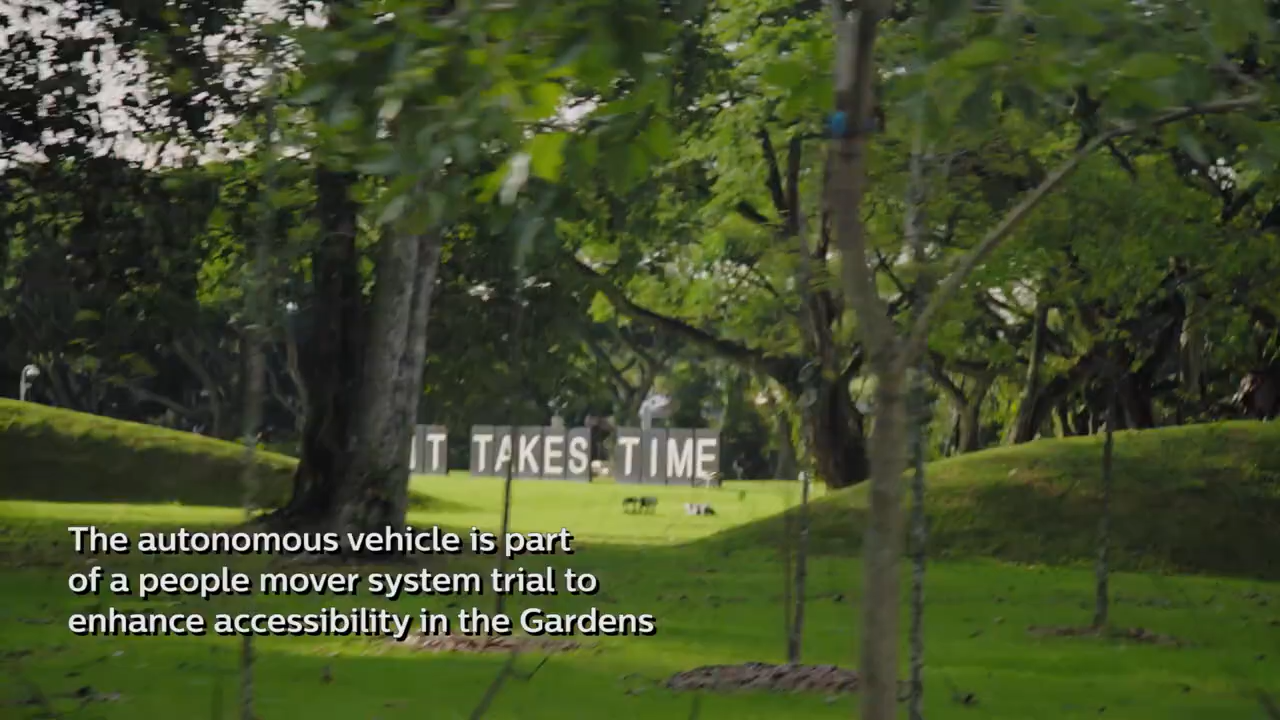 IT TAKES TIME
The autonomous vehicle is part
of a people mover system trial to
enhance accessibility in the Gardens